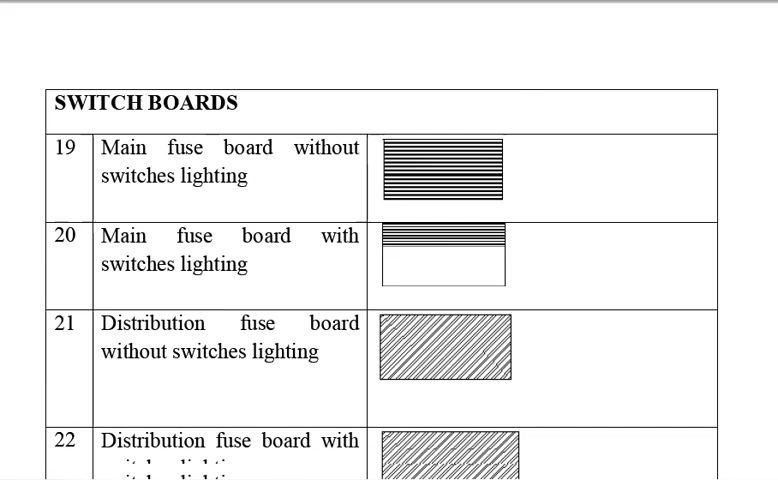 SWITCH BOARDS
19 Main fuse board without
switches lighting
20 Main fuse board with
switches lighting
21 Distribution fuse board
without switches lighting
22 Distribution fuse board with